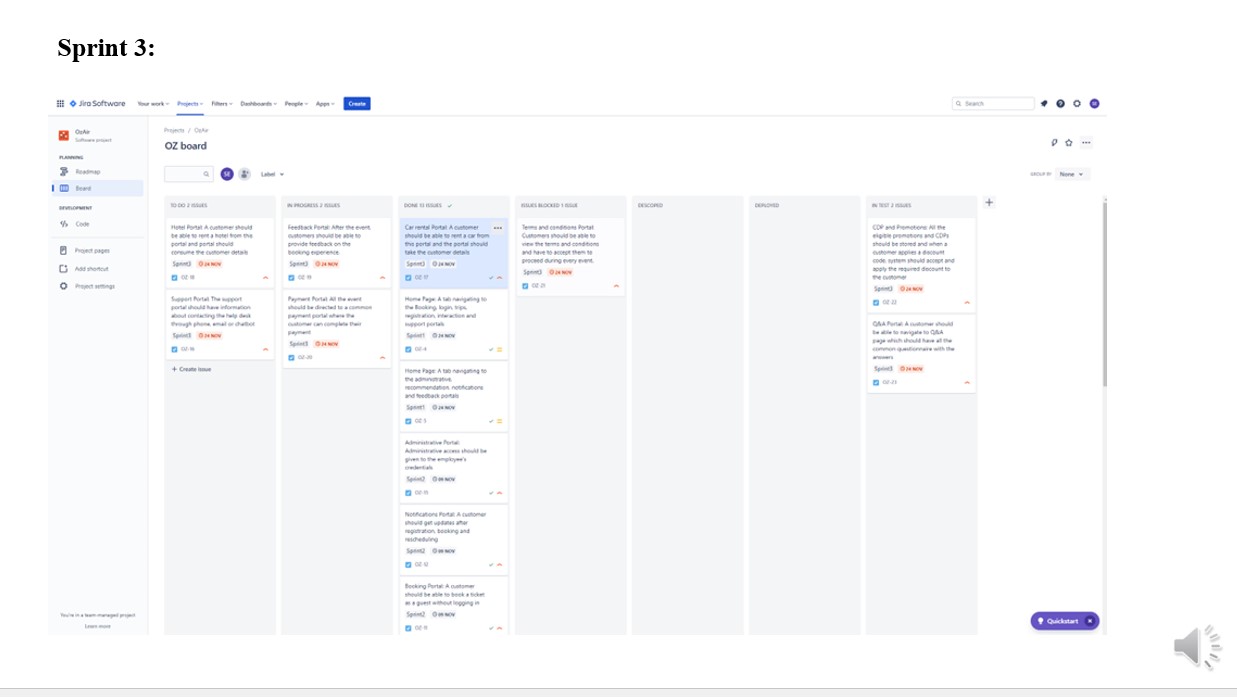 Sprint 3:
Jira Software
Your work
Projects
Filters
Dashboards
People
Apps
Create
Search
OzAir
Software project
PLANNING
Roadmap
Board
DEVELOPMENT
Code
Project pages
Add shortcut
Project settings
You're in a team-managed project
Learn more
Projects / OzAir
OZ board
SE
Label
GROUP BY
None
TO DO 2 ISSUES
Hotel Portal: A customer
should be able to rent a hotel from this
portal and portal should
consume the customer details
Sprint3 24 NOV
OZ-18
Support Portal: The support
portal should have information
about contacting the help desk
through phone, email or chatbot
Sprint3 24 NOV
+ Create issue
IN PROGRESS 2 ISSUES
Feedback Portal: After the event,
customers should be able to
provide feedback on the
booking experience.
Sprint3 24 NOV
OZ-19
Payment Portal: All the event
should be directed to a common
payment portal where the
customer can complete their
payment
Sprint3 24 NOV
OZ-20
DONE 13 ISSUES
Car rental Portal: A customer
should be able to rent a car from
this portal and the portal should
take the customer details
Sprint3 24 NOV
OZ-17
Home Page: A tab navigating to
the Booking, login, trips,
registration, interaction and
support portals
Sprint1 24 NOV
OZ-4
Home Page: A tab navigating to
the administrative,
recommendation, notifications
and feedback portals
Sprint1 24 NOV
OZ-5
Administrative Portal:
Administrative access should be
given to the employee's
credentials
Sprint2 09 NOV
Notifications Portal: A customer
should get updates after
registration, booking and
rescheduling
Sprint2 09 NOV
OZ-12
Booking Portal: A customer
should be able to book a ticket
as a guest without logging in
Sprint2 09 NOV
OZ-11
ISSUES BLOCKED 1 ISSUE
Terms and conditions Portal:
Customers should be able to
view the terms and conditions
and have to accept them to
proceed during every event.
Sprint3 24 NOV
OZ-21
DESCOPED
DEPLOYED
IN TEST 2 ISSUES
CDP and Promotions: All the
eligible promotions and CDPs
should be stored and when a
customer applies a discount
code, system should accept and
apply the required discount to
the customer
Sprint3 24 NOV
OZ-22
Q&A Portal: A customer should
be able to navigate to Q&A
page which should have all the
common questionnaire with the
answers
Sprint3 24 NOV
OZ-23
Quickstart